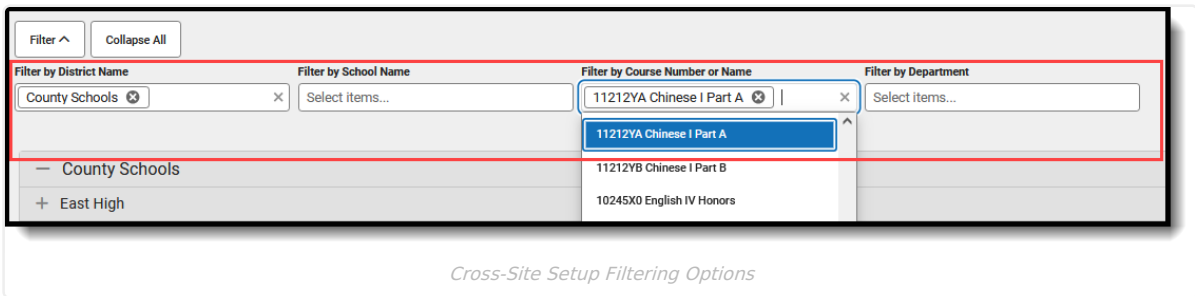 Filter Collapse All
Filter by District Name Filter by School Name Filter by Course Number or Name Filter by Department
County Schools Select items... 11212YA Chinese I Part A Select items...
11212YA Chinese I Part A
County Schools 11212YB Chinese I Part B
East High 10245X0 English IV Honors
Cross-Site Setup Filtering Options